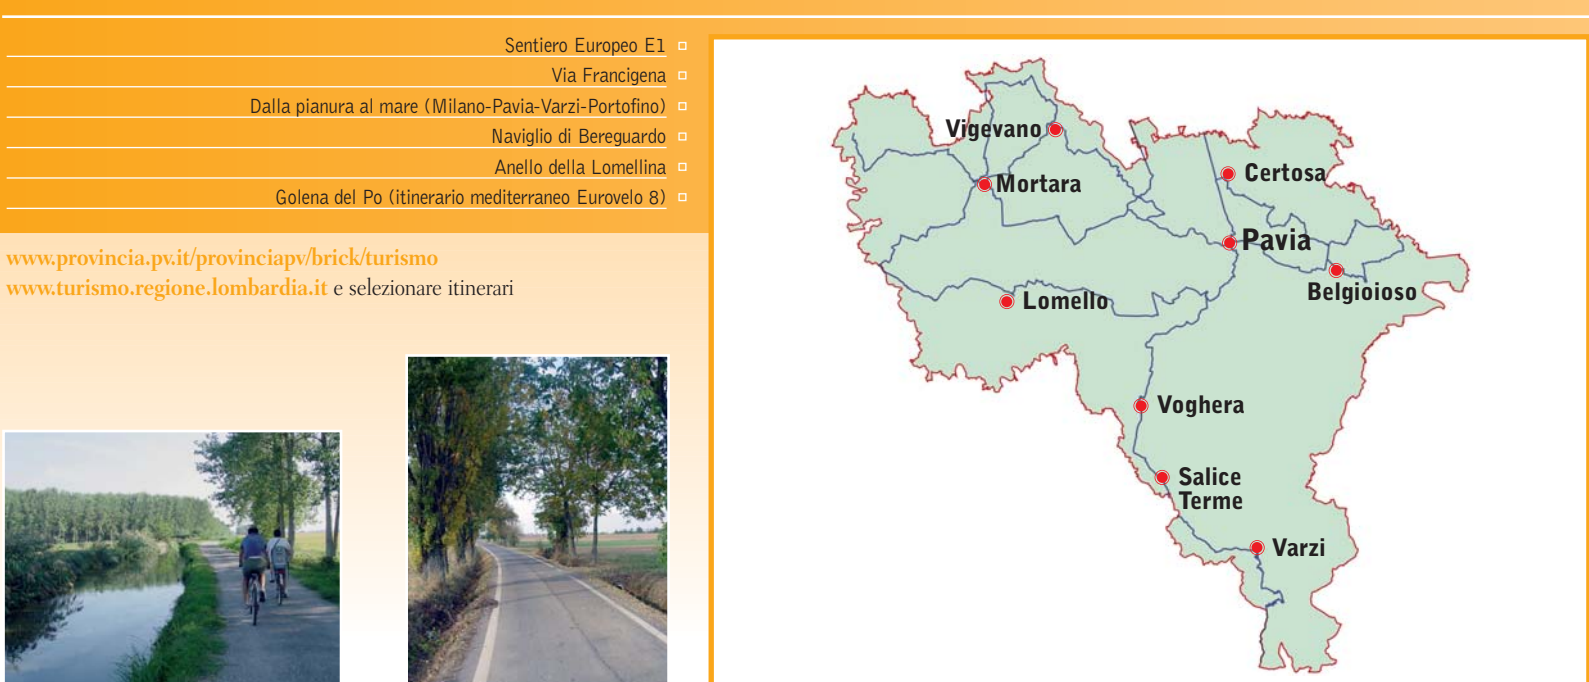 Sentiero Europeo E1
Via Francigena
Dalla pianura al mare (Milano-Pavia-Varzi-Portofino)
Naviglio di Bereguardo
Anello della Lomellina
Golena del Po (itinerario mediterraneo Eurovelo 8)
www.provincia.pv.it/provinciapv/brick/turismo
www.turismo.regione.lombardia.it e selezionare itinerari
Vigevano
Certosa
Mortara
Pavia
Belgioioso
Lomello
Voghera
Salice
Terme
Varzi